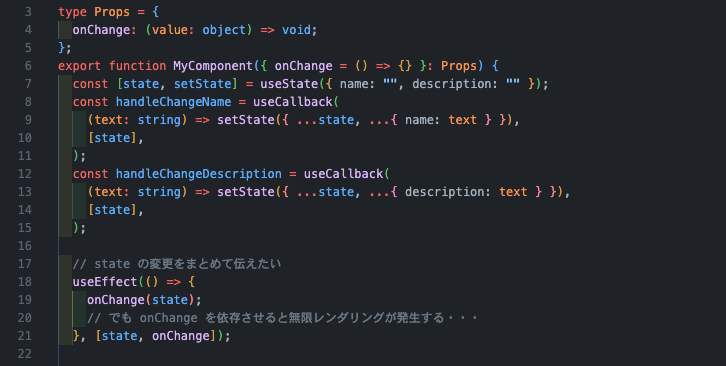 3 type Props = {
4   onChange: (value: object) => void;
5 };
6 export function MyComponent({ onChange = () => {} }: Props) {
7   const [state, setState] = useState({ name: "", description: "" });
8   const handleChangeName = useCallback(
9     (text: string) => setState({ ...state, ...{ name: text } }),
10     [state],
11   );
12   const handleChangeDescription = useCallback(
13     (text: string) => setState({ ...state, ...{ description: text } }),
14     [state],
15   );
16
17   // state の変更をまとめて伝えたい
18   useEffect(() => {
19     onChange(state);
20     // でも onChange を依存させると無限レンダリングが発生する・・・
21   }, [state, onChange]);
22